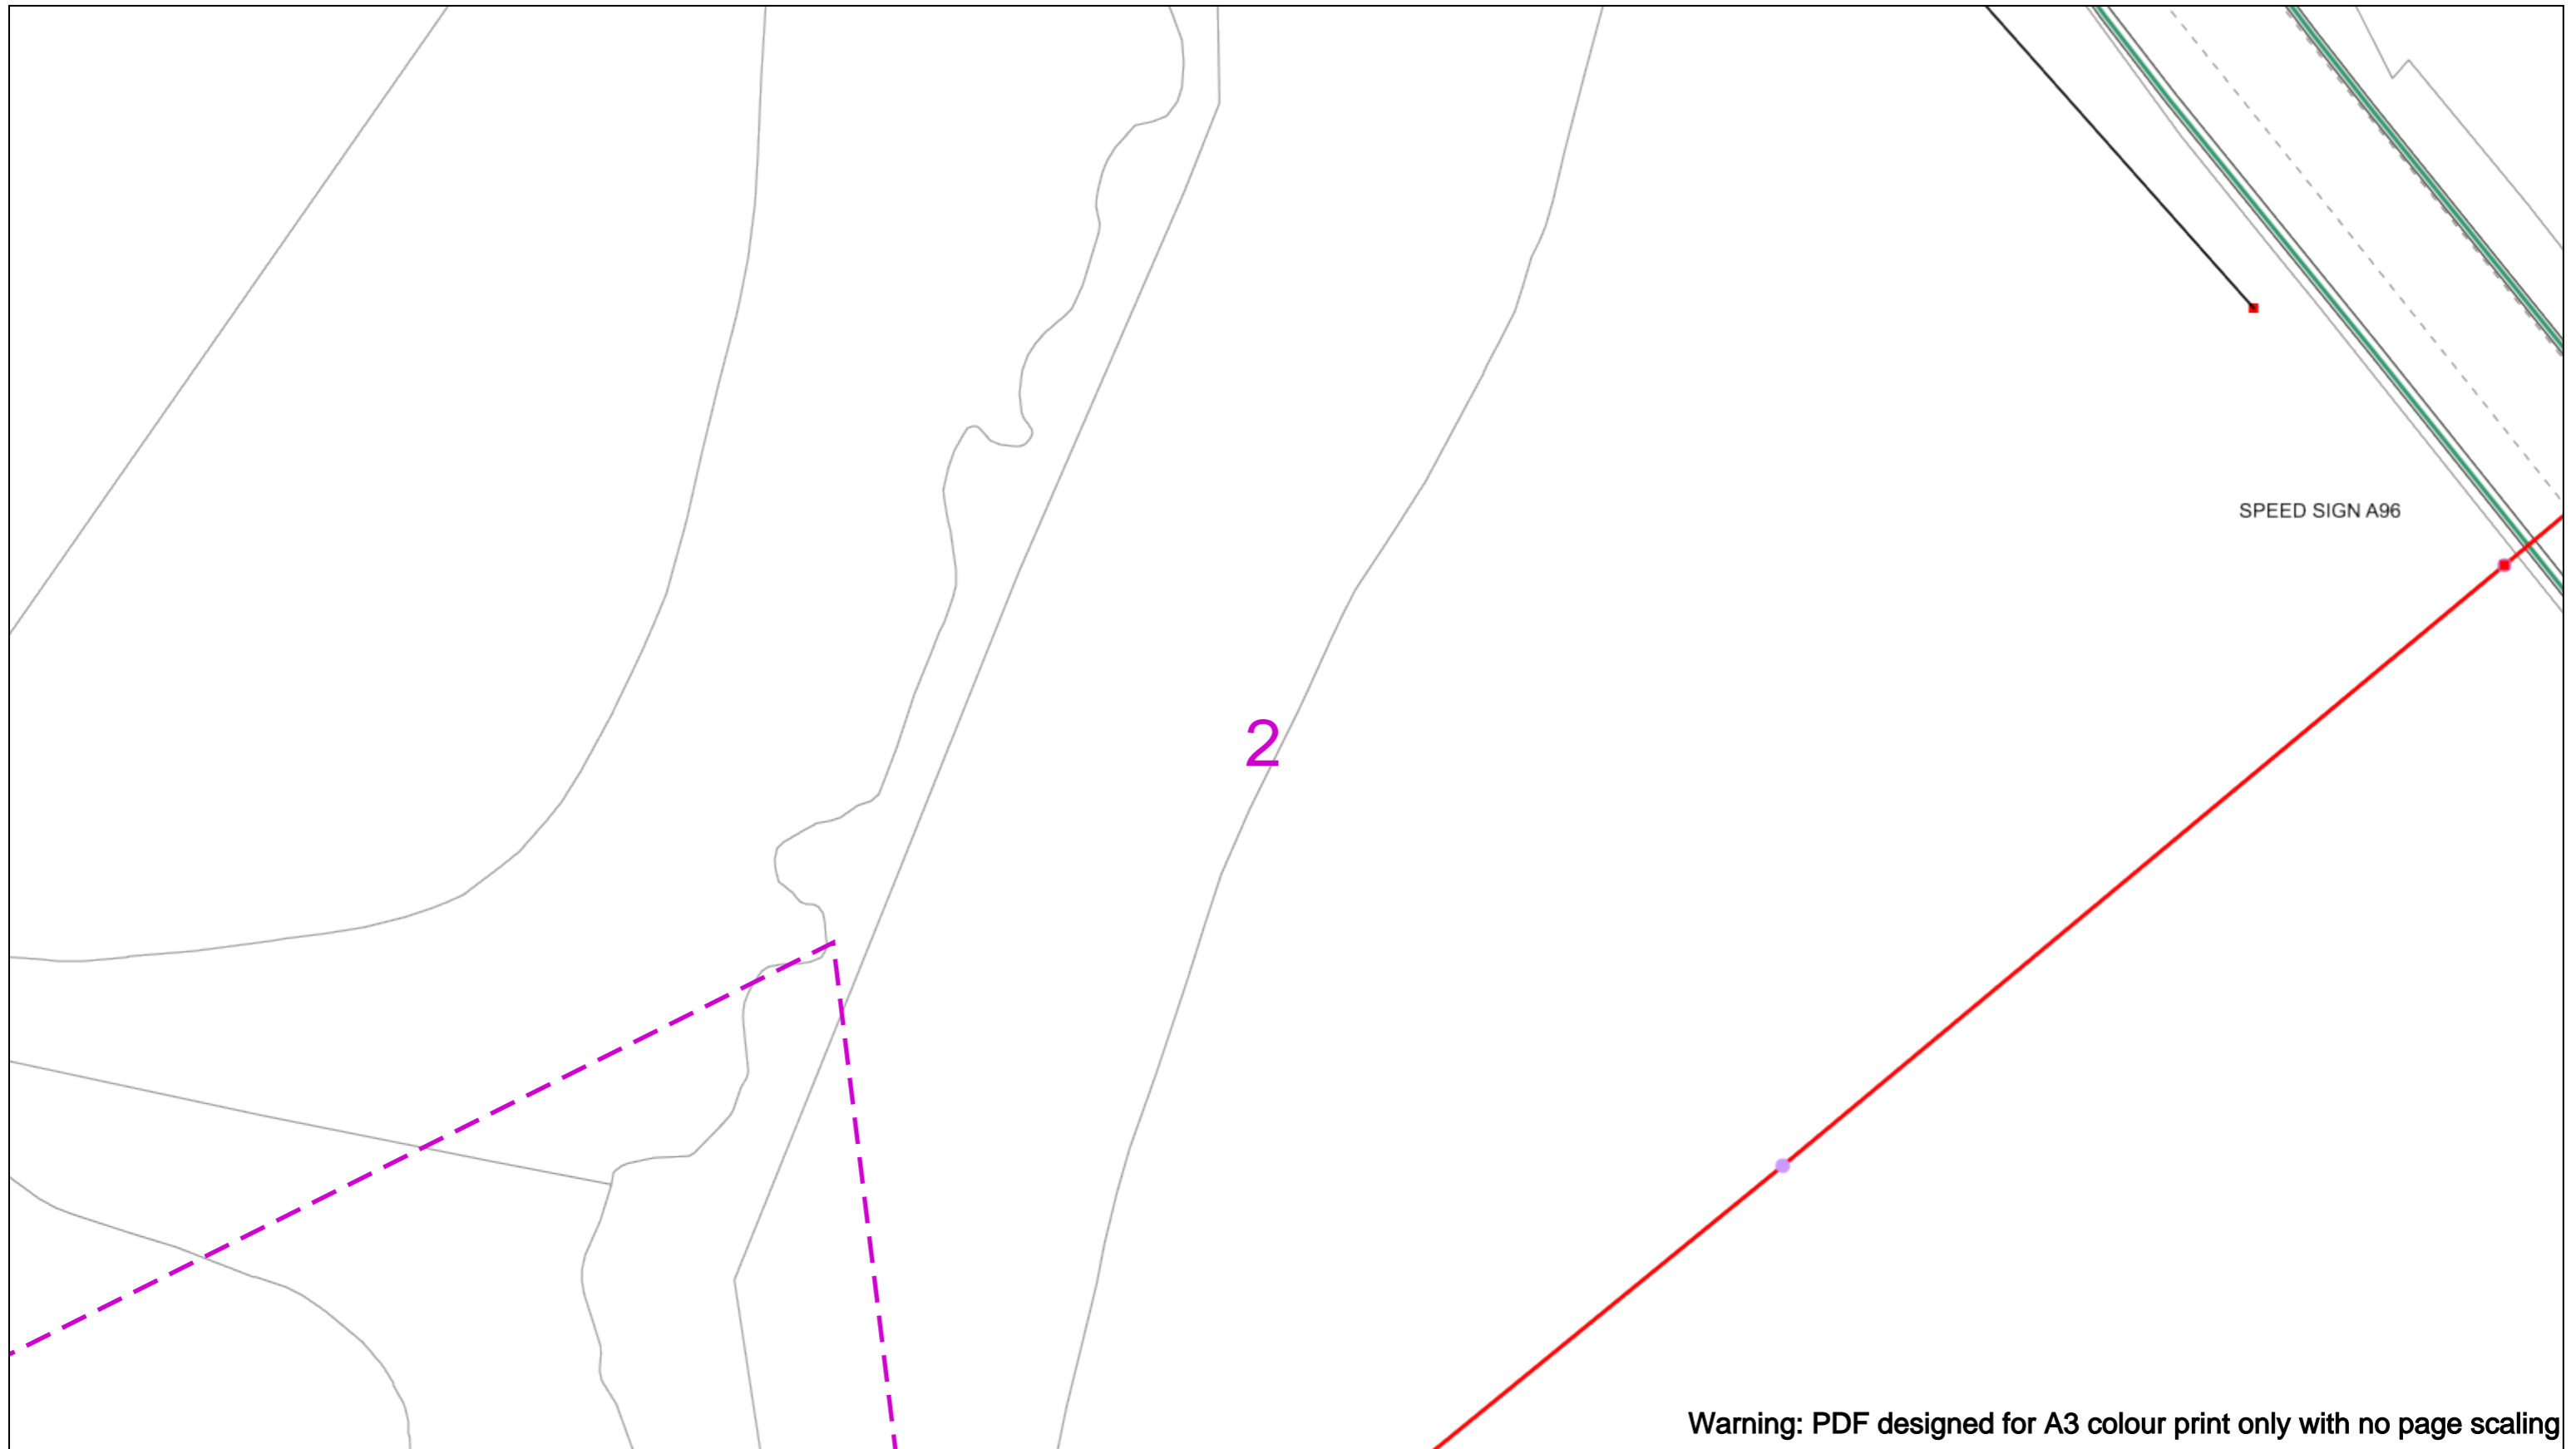 SPEED SIGN A96
2
Warning: PDF designed for A3 colour print only with no page scaling